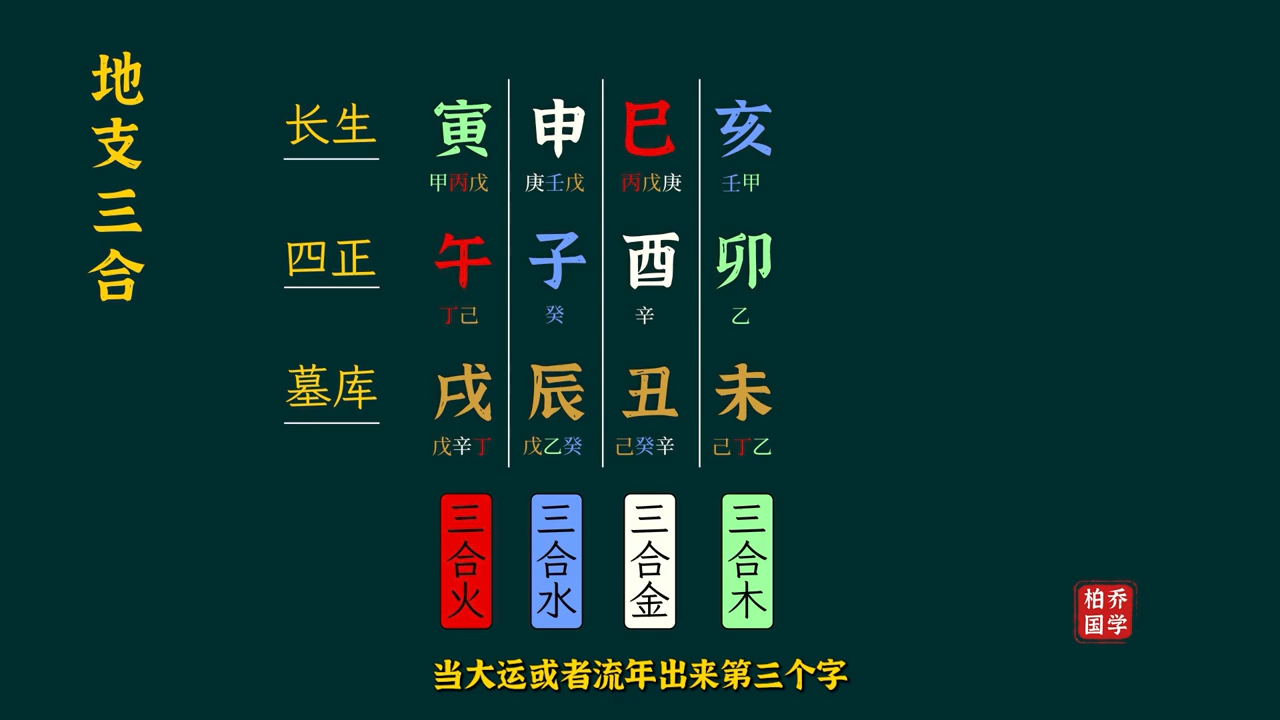 地支三合
长生 寅 申 巳 亥
甲丙戊 庚壬戊 丙戊庚 壬甲
四正 午 子 酉 卯
丁己 癸 辛 乙
墓库 戌 辰 丑 未
戊辛丁 戊乙癸 己癸辛 己丁乙
三合火 三合水 三合金 三合木
柏乔
国学
当大运或者流年出来第三个字